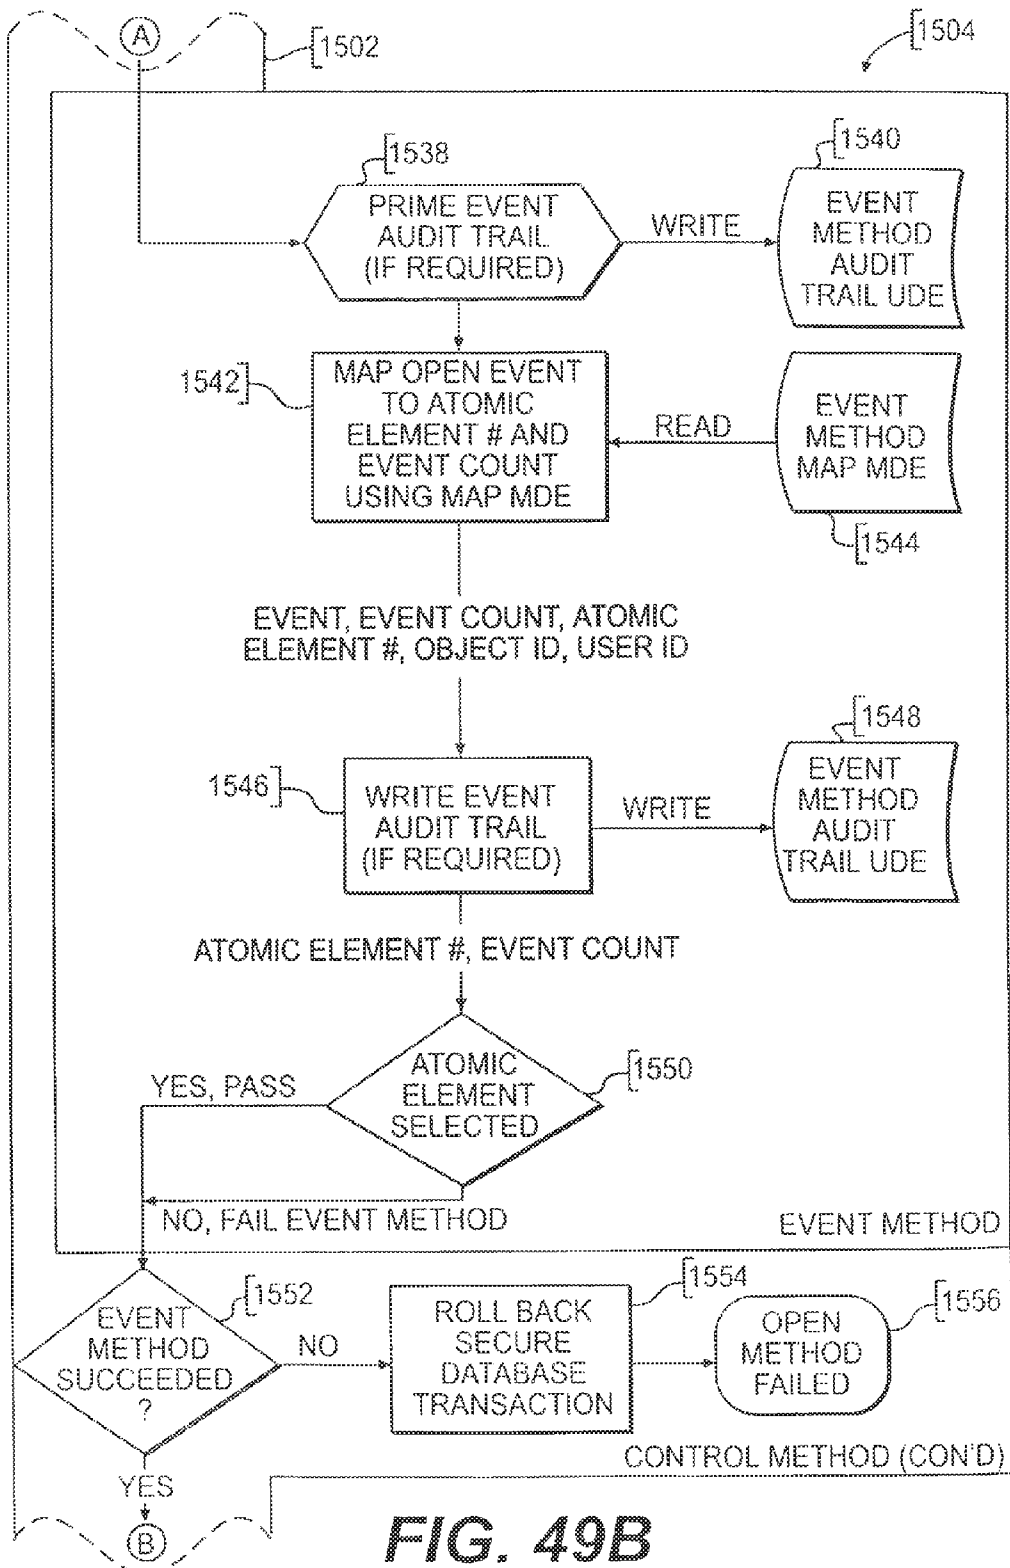 A
1502
1504
1538
PRIME EVENT
AUDIT TRAIL
(IF REQUIRED)
WRITE
1540
EVENT
METHOD
AUDIT
TRAIL UDE
1542
MAP OPEN EVENT
TO ATOMIC
ELEMENT # AND
EVENT COUNT
USING MAP MDE
READ
EVENT
METHOD
MAP MDE
1544
EVENT, EVENT COUNT, ATOMIC
ELEMENT #, OBJECT ID, USER ID
1546
WRITE EVENT
AUDIT TRAIL
(IF REQUIRED)
WRITE
1548
EVENT
METHOD
AUDIT
TRAIL UDE
ATOMIC ELEMENT #, EVENT COUNT
YES, PASS
ATOMIC
ELEMENT
SELECTED
1550
NO, FAIL EVENT METHOD
EVENT METHOD
EVENT
METHOD
SUCCEEDED
?
1552
NO
ROLL BACK
SECURE
DATABASE
TRANSACTION
1554
OPEN
METHOD
FAILED
1556
YES
CONTROL METHOD (CON'D)
B
FIG. 49B